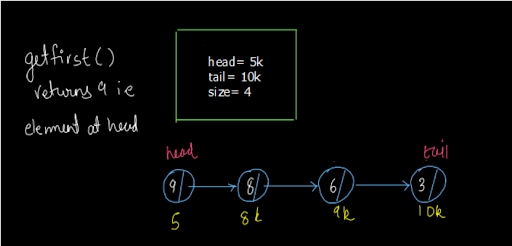 getfirst()
returns 9 ie
element at head
head= 5k
tail= 10k
size= 4
head
tail
9
8
6
3
5
8k
9k
10k